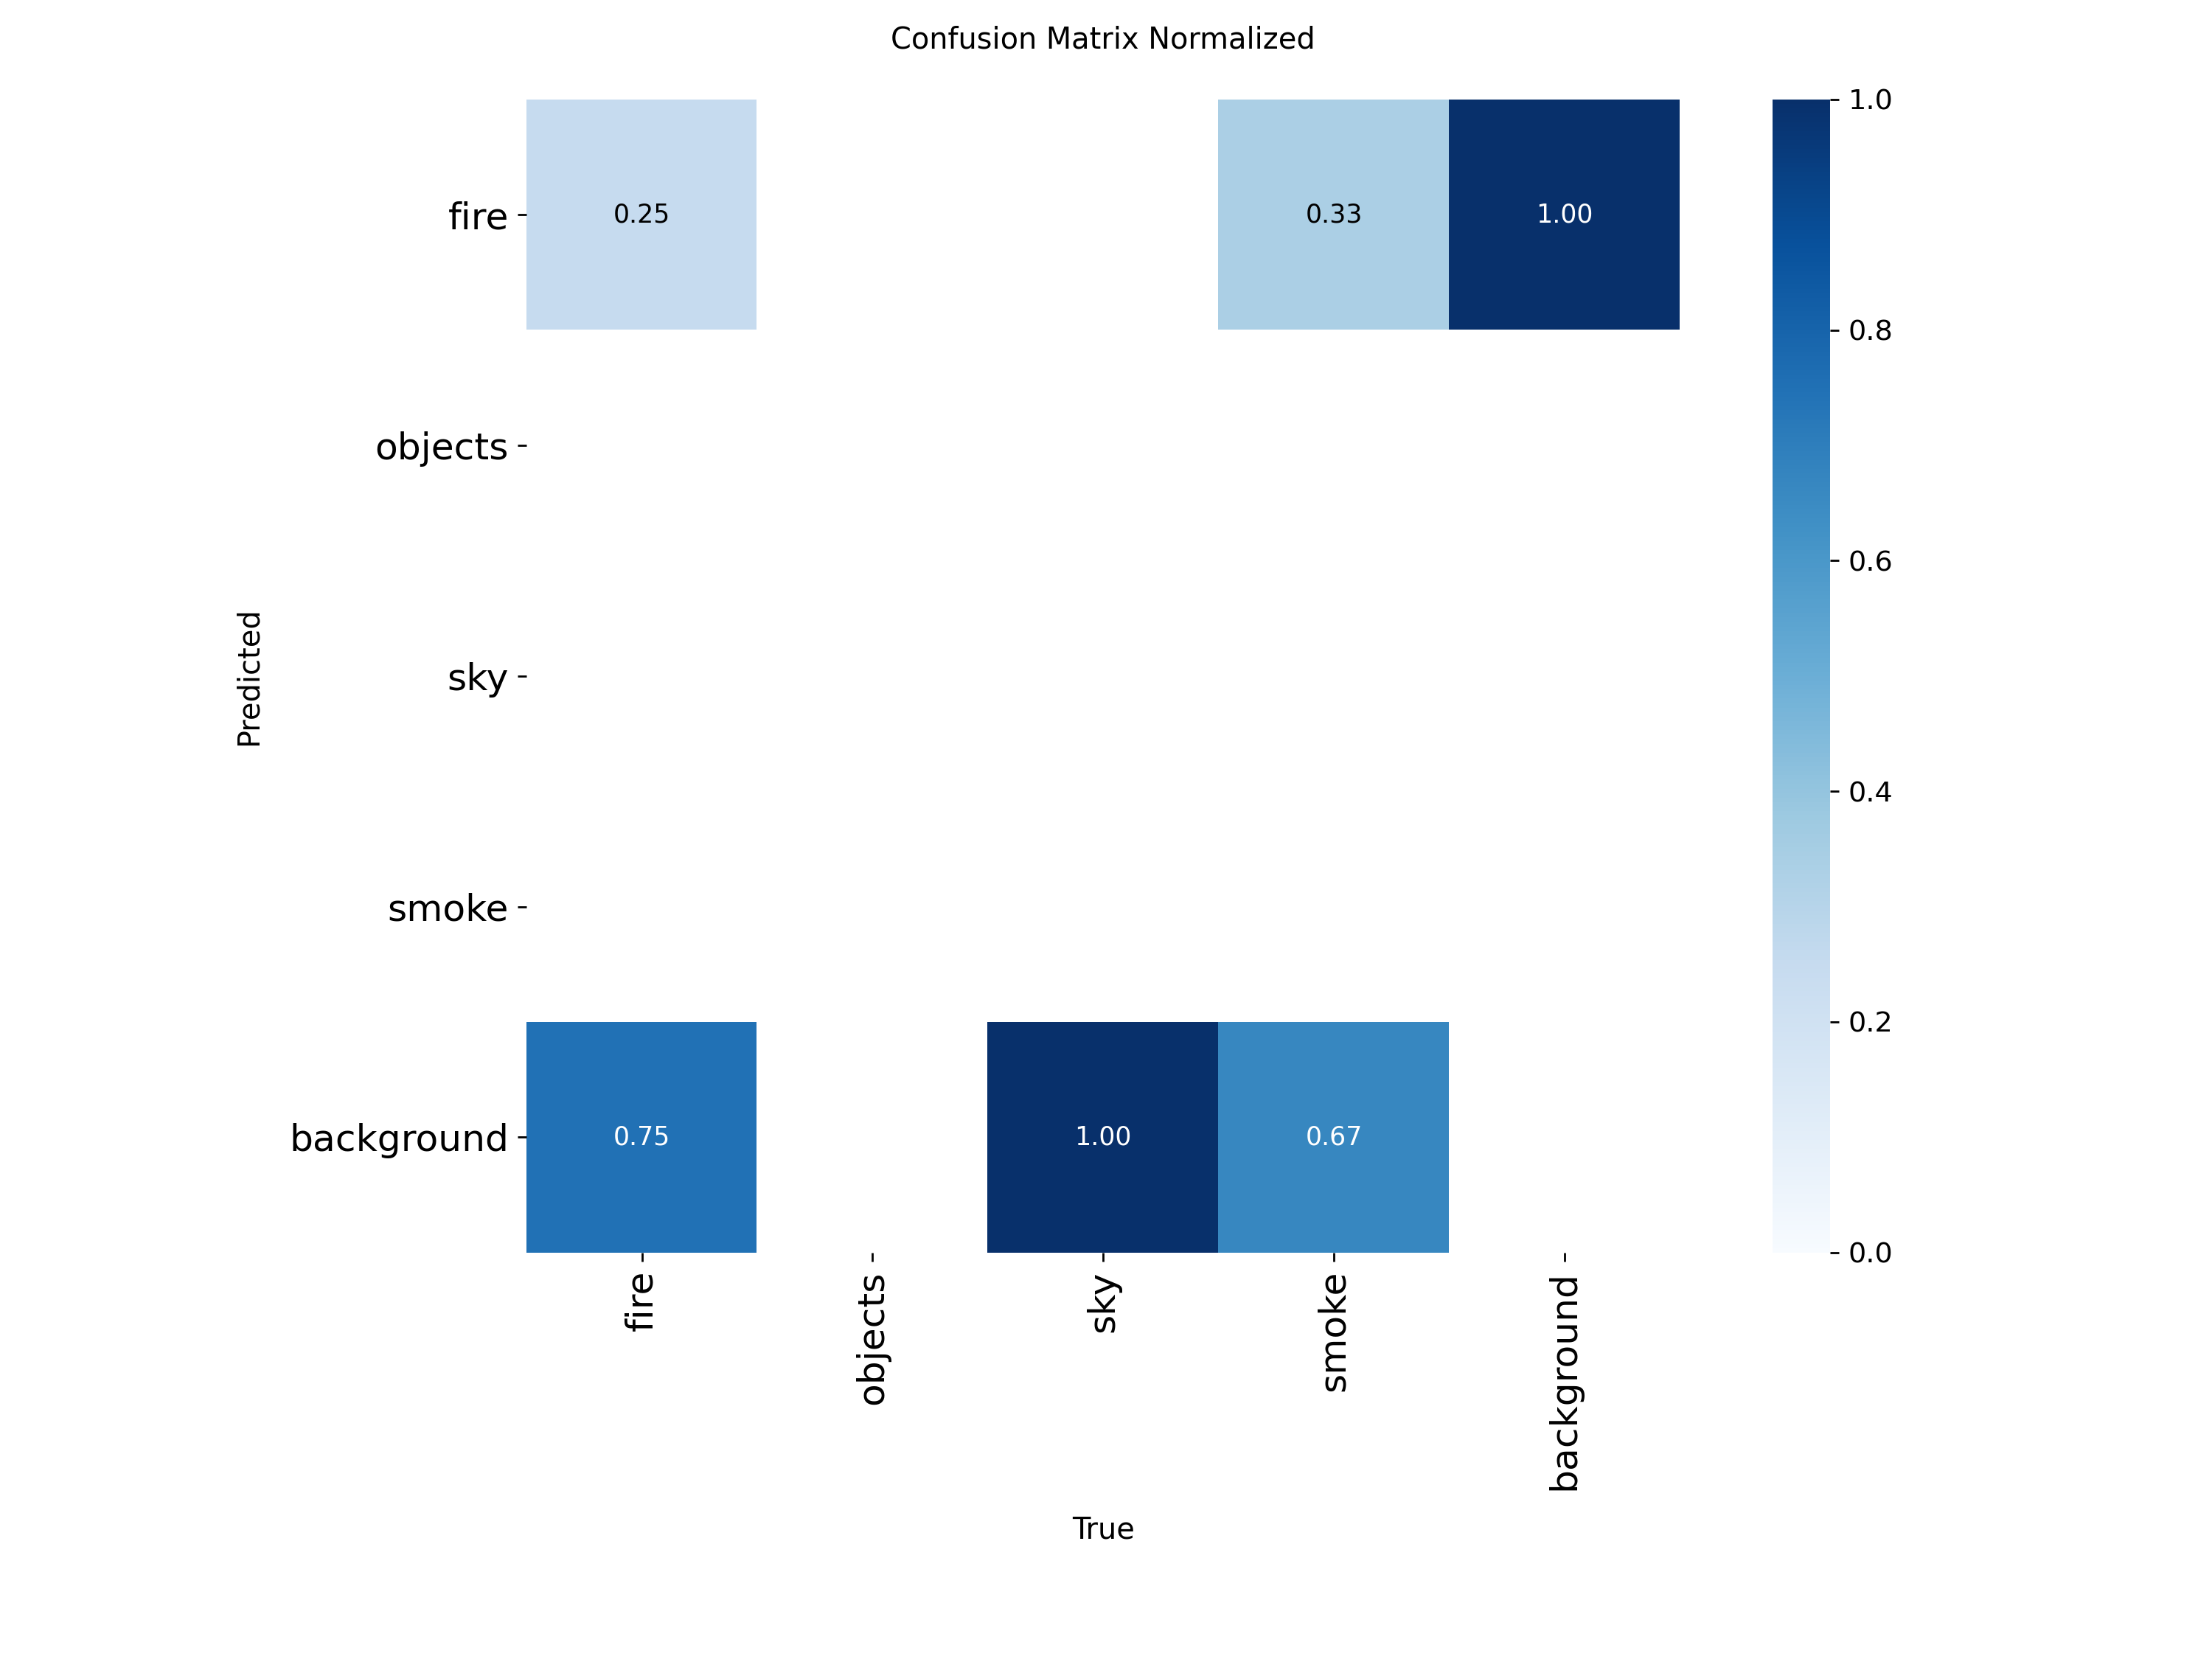 Confusion Matrix Normalized
Predicted
fire
objects
sky
smoke
background
0.25
0.33
1.00
0.75
1.00
0.67
1.0
0.8
0.6
0.4
0.2
0.0
fire
objects
sky
smoke
background
True